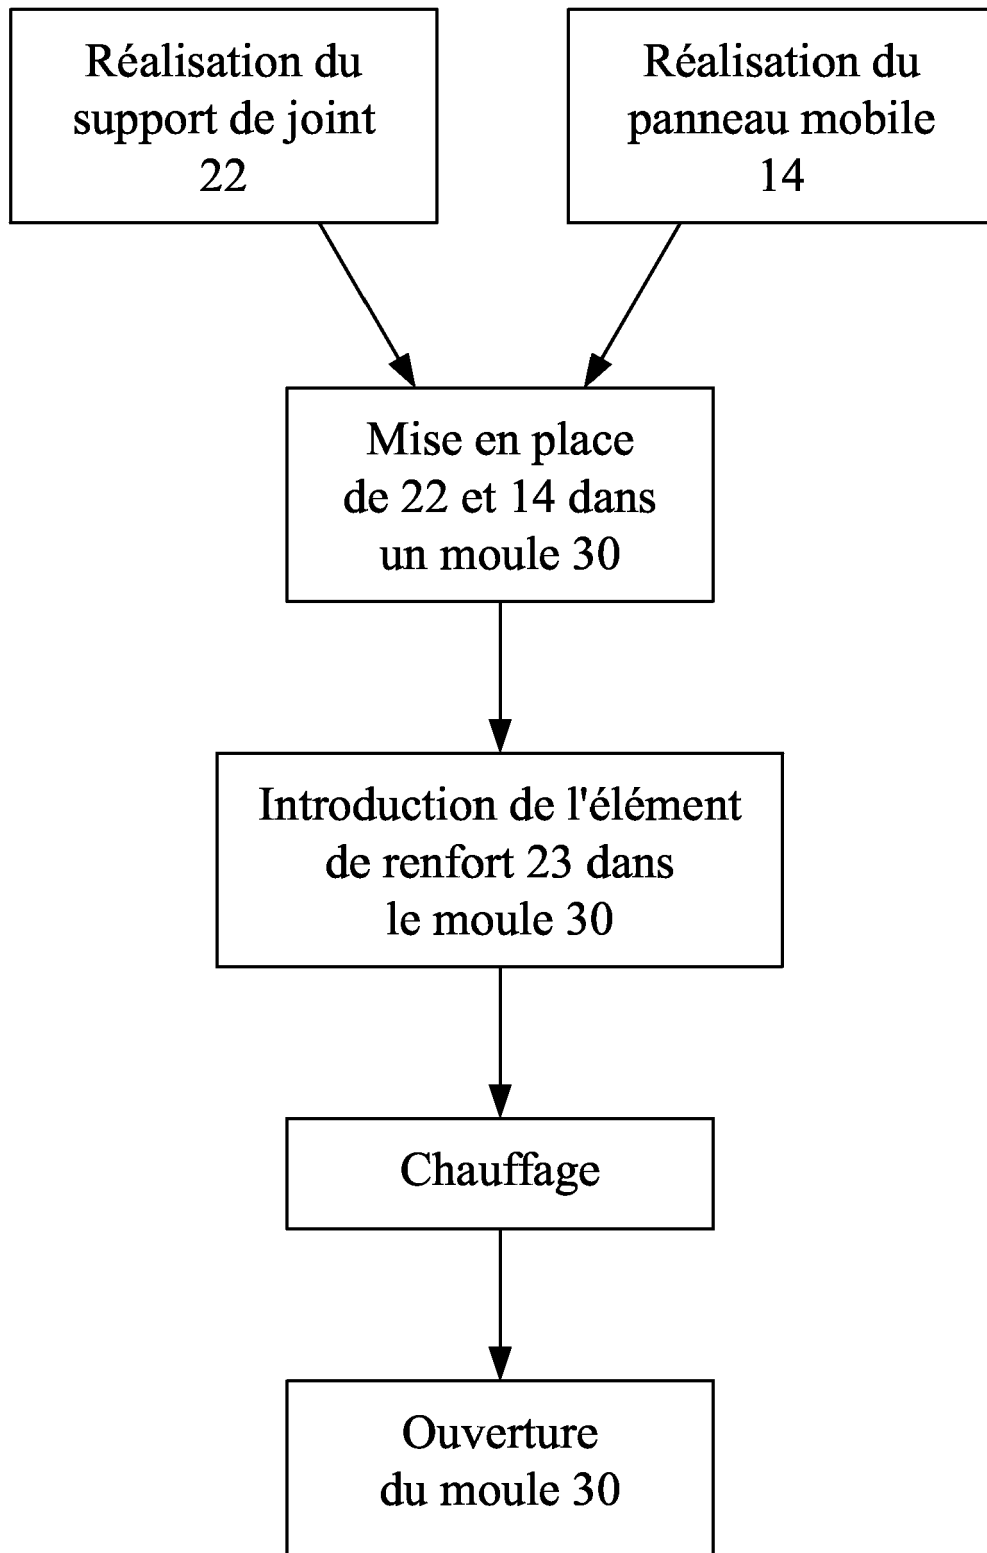 Réalisation du
support de joint
22
Réalisation du
panneau mobile
14
Mise en place
de 22 et 14 dans
un moule 30
Introduction de l'élément
de renfort 23 dans
le moule 30
Chauffage
Ouverture
du moule 30